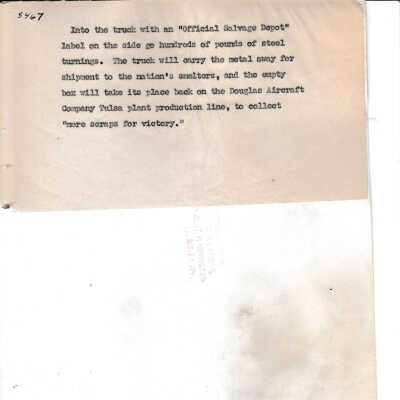 5467
Into the truck with an "Official Salvage Depot"
label on the side go hundreds of pounds of steel
turnings. The truck will carry the metal away for
shipment to the nation's smelters, and the empty
box will take its place back on the Douglas Aircraft
Company Tulsa plant production line, to collect
"more scraps for victory."